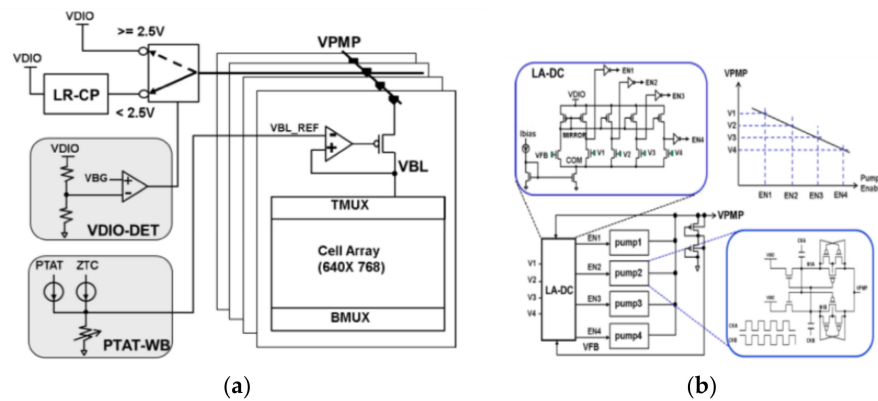 VDIO
>= 2.5V
VDIO
LR-CP
< 2.5V
VPMP
VBL_REF
VBL
VDIO
VBG
VDIO-DET
TMUX
Cell Array
(640X 768)
BMUX
PTAT ZTC
PTAT-WB
(a)
LA-DC
EN1
EN2
EN3
EN4
VDIO
Ibias
MIRROR
VFB
V1
V2
V3
V4
COM
VPMP
V1
V2
V3
V4
EN1 EN2 EN3 EN4
Pump
Enab
VPMP
V1
V2
V3
V4
LA-DC
EN1 pump1
EN2 pump2
EN3 pump3
EN4 pump4
VFB
VPMP
(b)